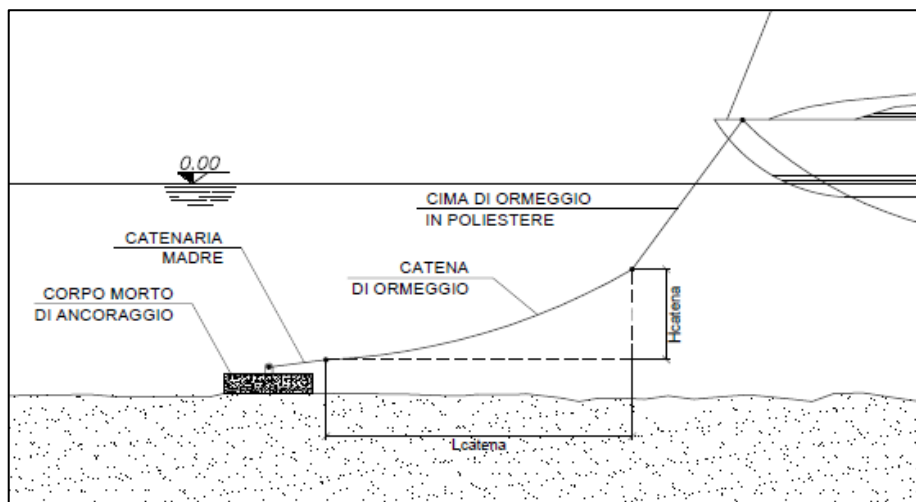 0.00
CIMA DI ORMEGGIO
IN POLIESTERE
CATENARIA
MADRE
CATENA
DI ORMEGGIO
CORPO MORTO
DI ANCORAGGIO
Hcatena
Lcatena